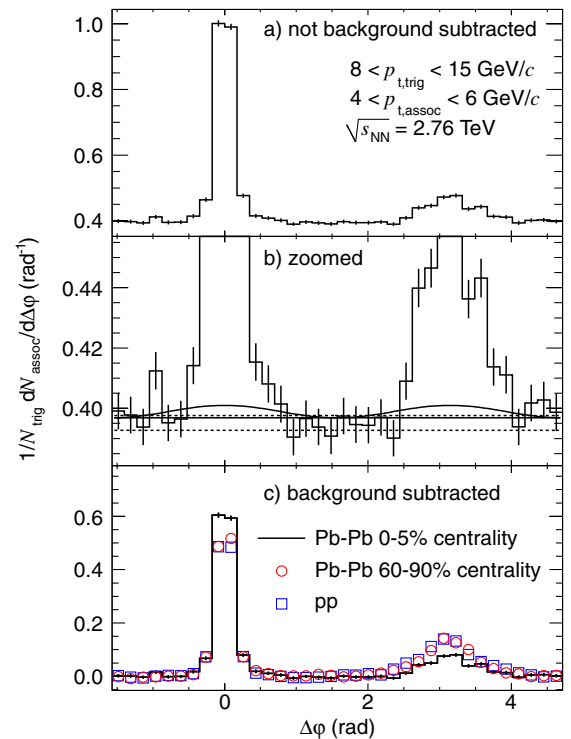 a) not background subtracted
8 < p_t,trig < 15 GeV/c
4 < p_t,assoc < 6 GeV/c
√s_NN = 2.76 TeV
1.0
0.8
0.6
0.4
b) zoomed
0.44
0.42
0.40
1/N_trig dN_assoc/dΔφ (rad⁻¹)
c) background subtracted
Pb-Pb 0-5% centrality
Pb-Pb 60-90% centrality
pp
0.6
0.4
0.2
0.0
0 2 4
Δφ (rad)